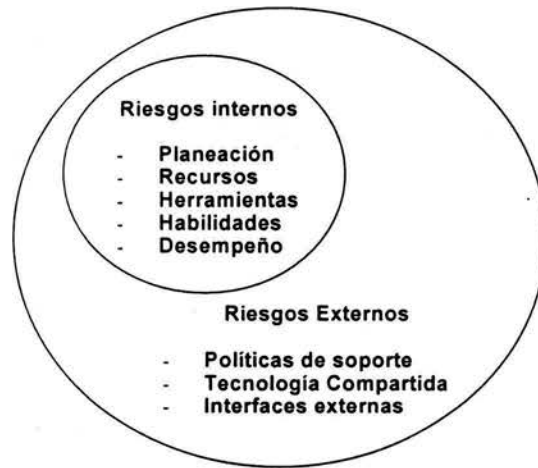 Riesgos internos
- Planeación
- Recursos
- Herramientas
- Habilidades
- Desempeño
Riesgos Externos
- Políticas de soporte
- Tecnología Compartida
- Interfaces externas